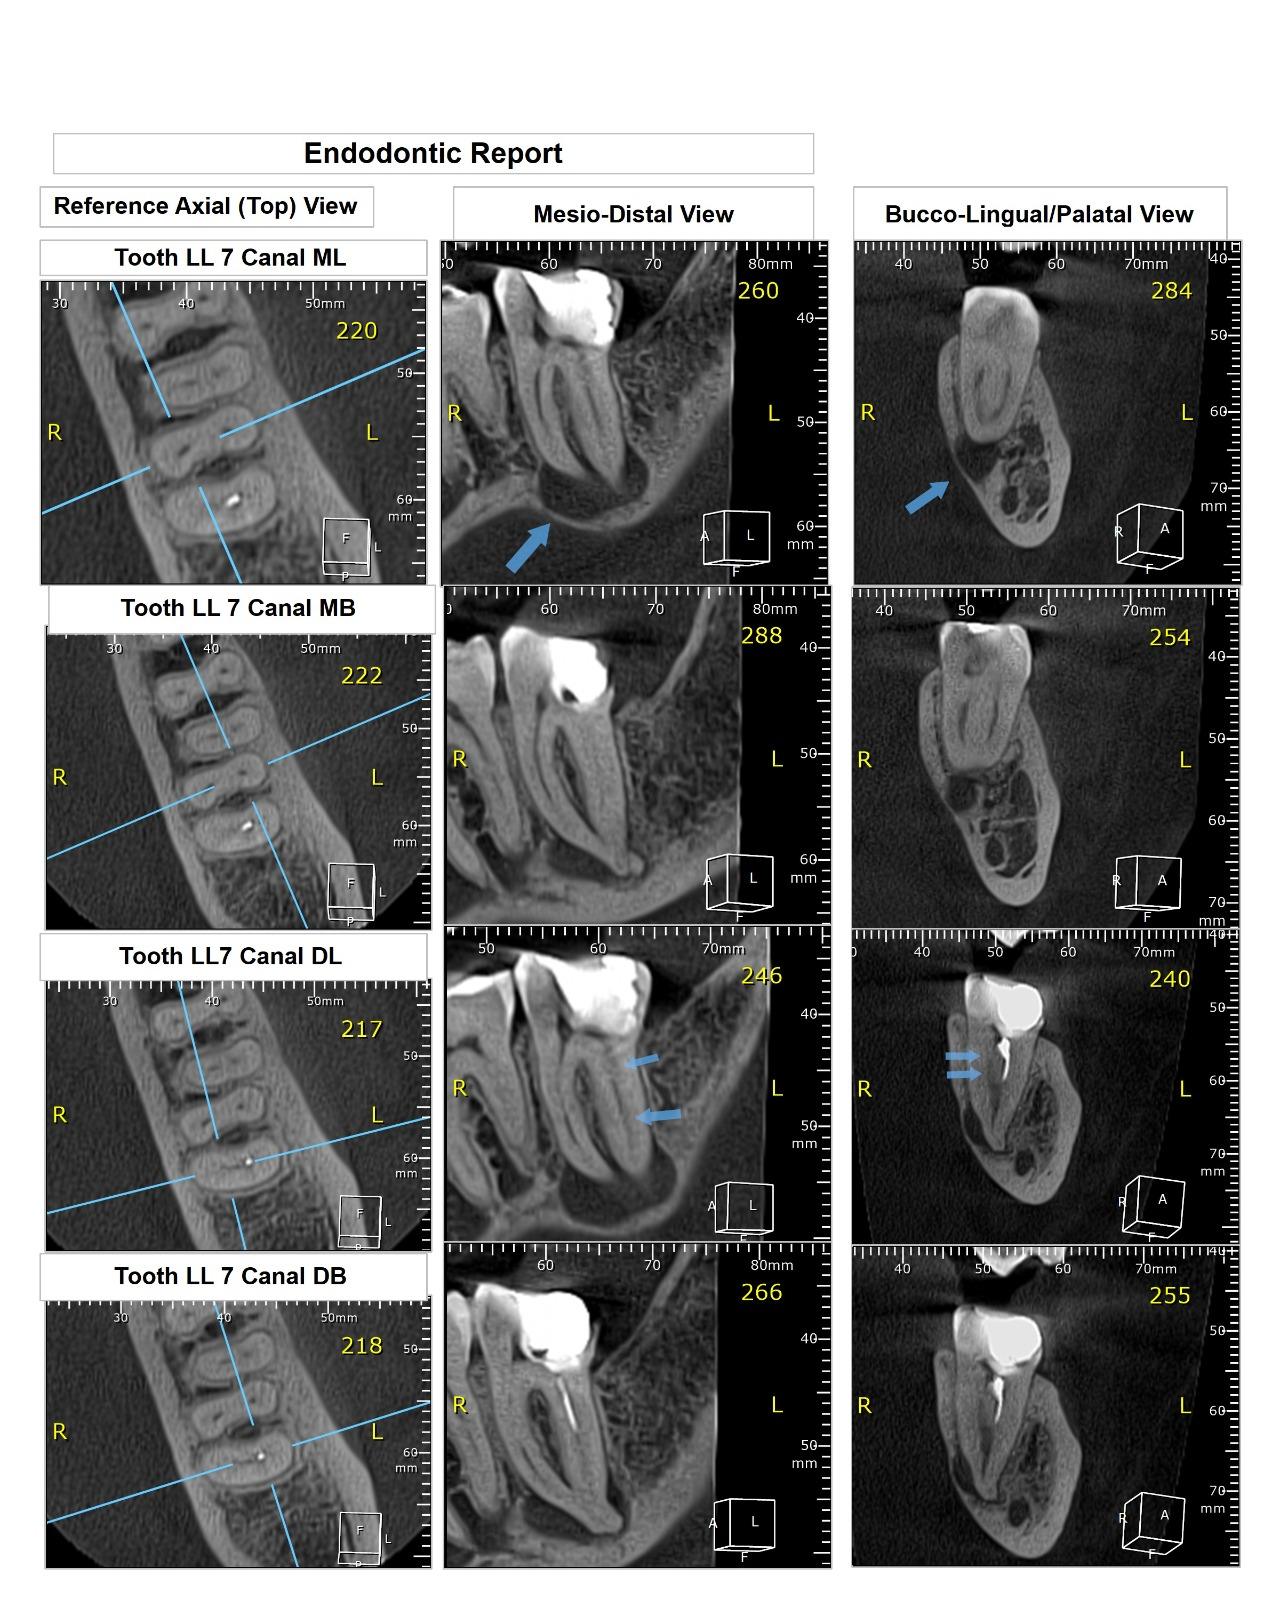 Endodontic Report
Reference Axial (Top) View
Mesio-Distal View
Bucco-Lingual/Palatal View
Tooth LL 7 Canal ML
30 40 50mm
220
50
R L
60
mm
F
L
P
60 70 80mm
260
40
R L
50
60
mm
A L
F
40 50 60 70mm
40
284
50
R L
60
70
mm
R A
F
Tooth LL 7 Canal MB
30 40 50mm
222
50
R L
60
mm
F
L
P
60 70 80mm
288
40
R L
50
60
mm
A L
F
40 50 60 70mm
254
40
50
R L
60
70
mm
R A
F
Tooth LL7 Canal DL
30 40 50mm
217
50
R L
60
mm
F
L
50 60 70mm
246
40
R L
50
mm
A L
F
40 50 60 70mm
240
50
60
R L
70
mm
R A
F
Tooth LL 7 Canal DB
30 40 50mm
218
50
R L
60
mm
F
L
P
60 70 80mm
266
40
R L
50
mm
A L
F
40 50 60 70mm
255
50
R L
60
70
mm
R A
F